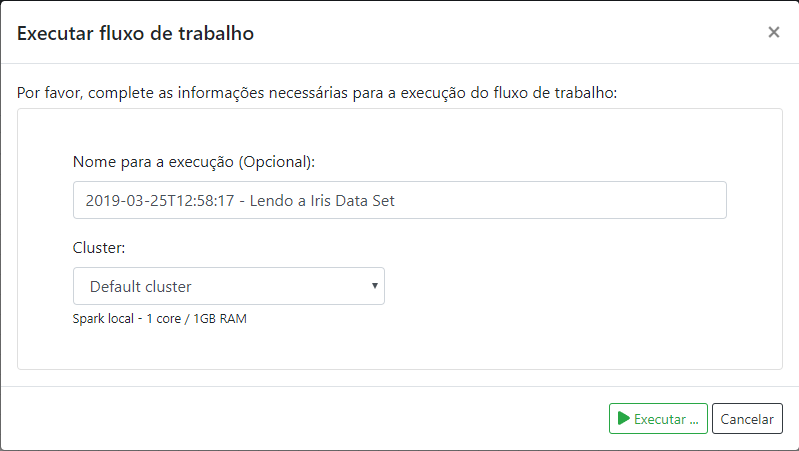 Executar fluxo de trabalho ×
Por favor, complete as informações necessárias para a execução do fluxo de trabalho:
Nome para a execução (Opcional):
2019-03-25T12:58:17 - Lendo a Iris Data Set
Cluster:
Default cluster
Spark local - 1 core / 1GB RAM
Executar ... Cancelar